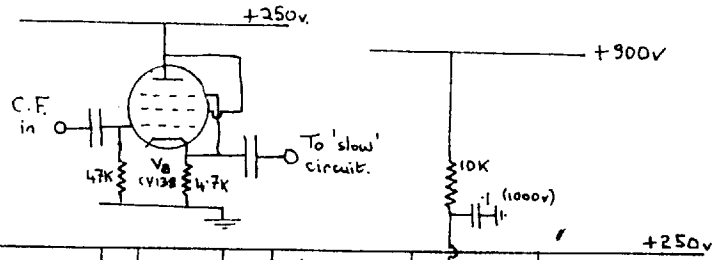 +250v.
+900v
C.F.
in
To 'slow'
circuit.
47K
V8
CV138
4.7K
10K
.1 (1000v)
+250v